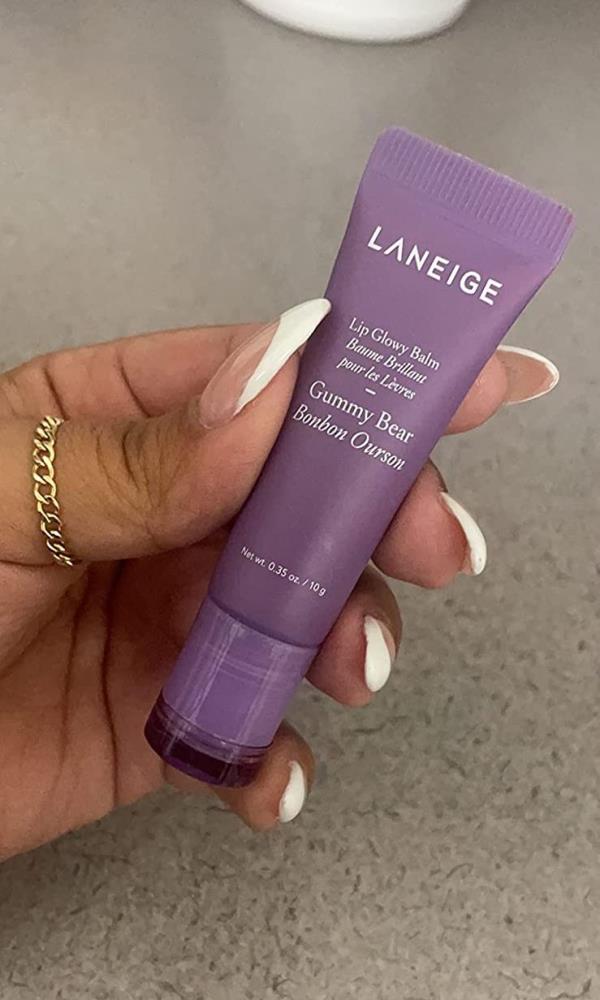 LANEIGE
Lip Glowy Balm
Baume Brillant
pour les Lèvres
–
Gummy Bear
Bonbon Ourson
Net wt. 0.35 oz. / 10 g